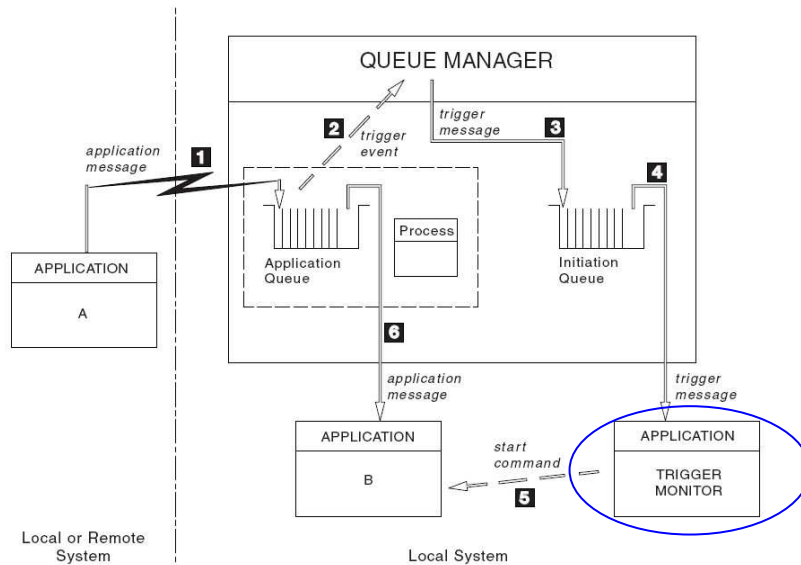 QUEUE MANAGER
application
message
1
2
trigger
event
trigger
message
3
4
Process
Application
Queue
Initiation
Queue
APPLICATION
A
6
application
message
trigger
message
APPLICATION
B
start
command
5
APPLICATION
TRIGGER
MONITOR
Local or Remote
System
Local System